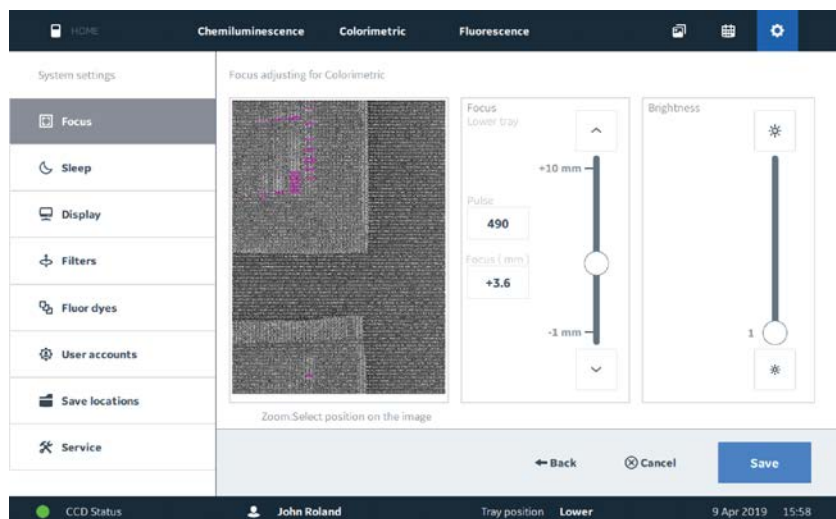 HOME Chemiluminescence Colorimetric Fluorescence
System settings
Focus
Sleep
Display
Filters
Fluor dyes
User accounts
Save locations
Service
Focus adjusting for Colorimetric
Zoom:Select position on the image
Focus
Lower tray
+10 mm
Pulse
490
Focus ( mm )
+3.6
-1 mm
Brightness
1
Back Cancel Save
CCD Status John Roland Tray position Lower 9 Apr 2019 15:58